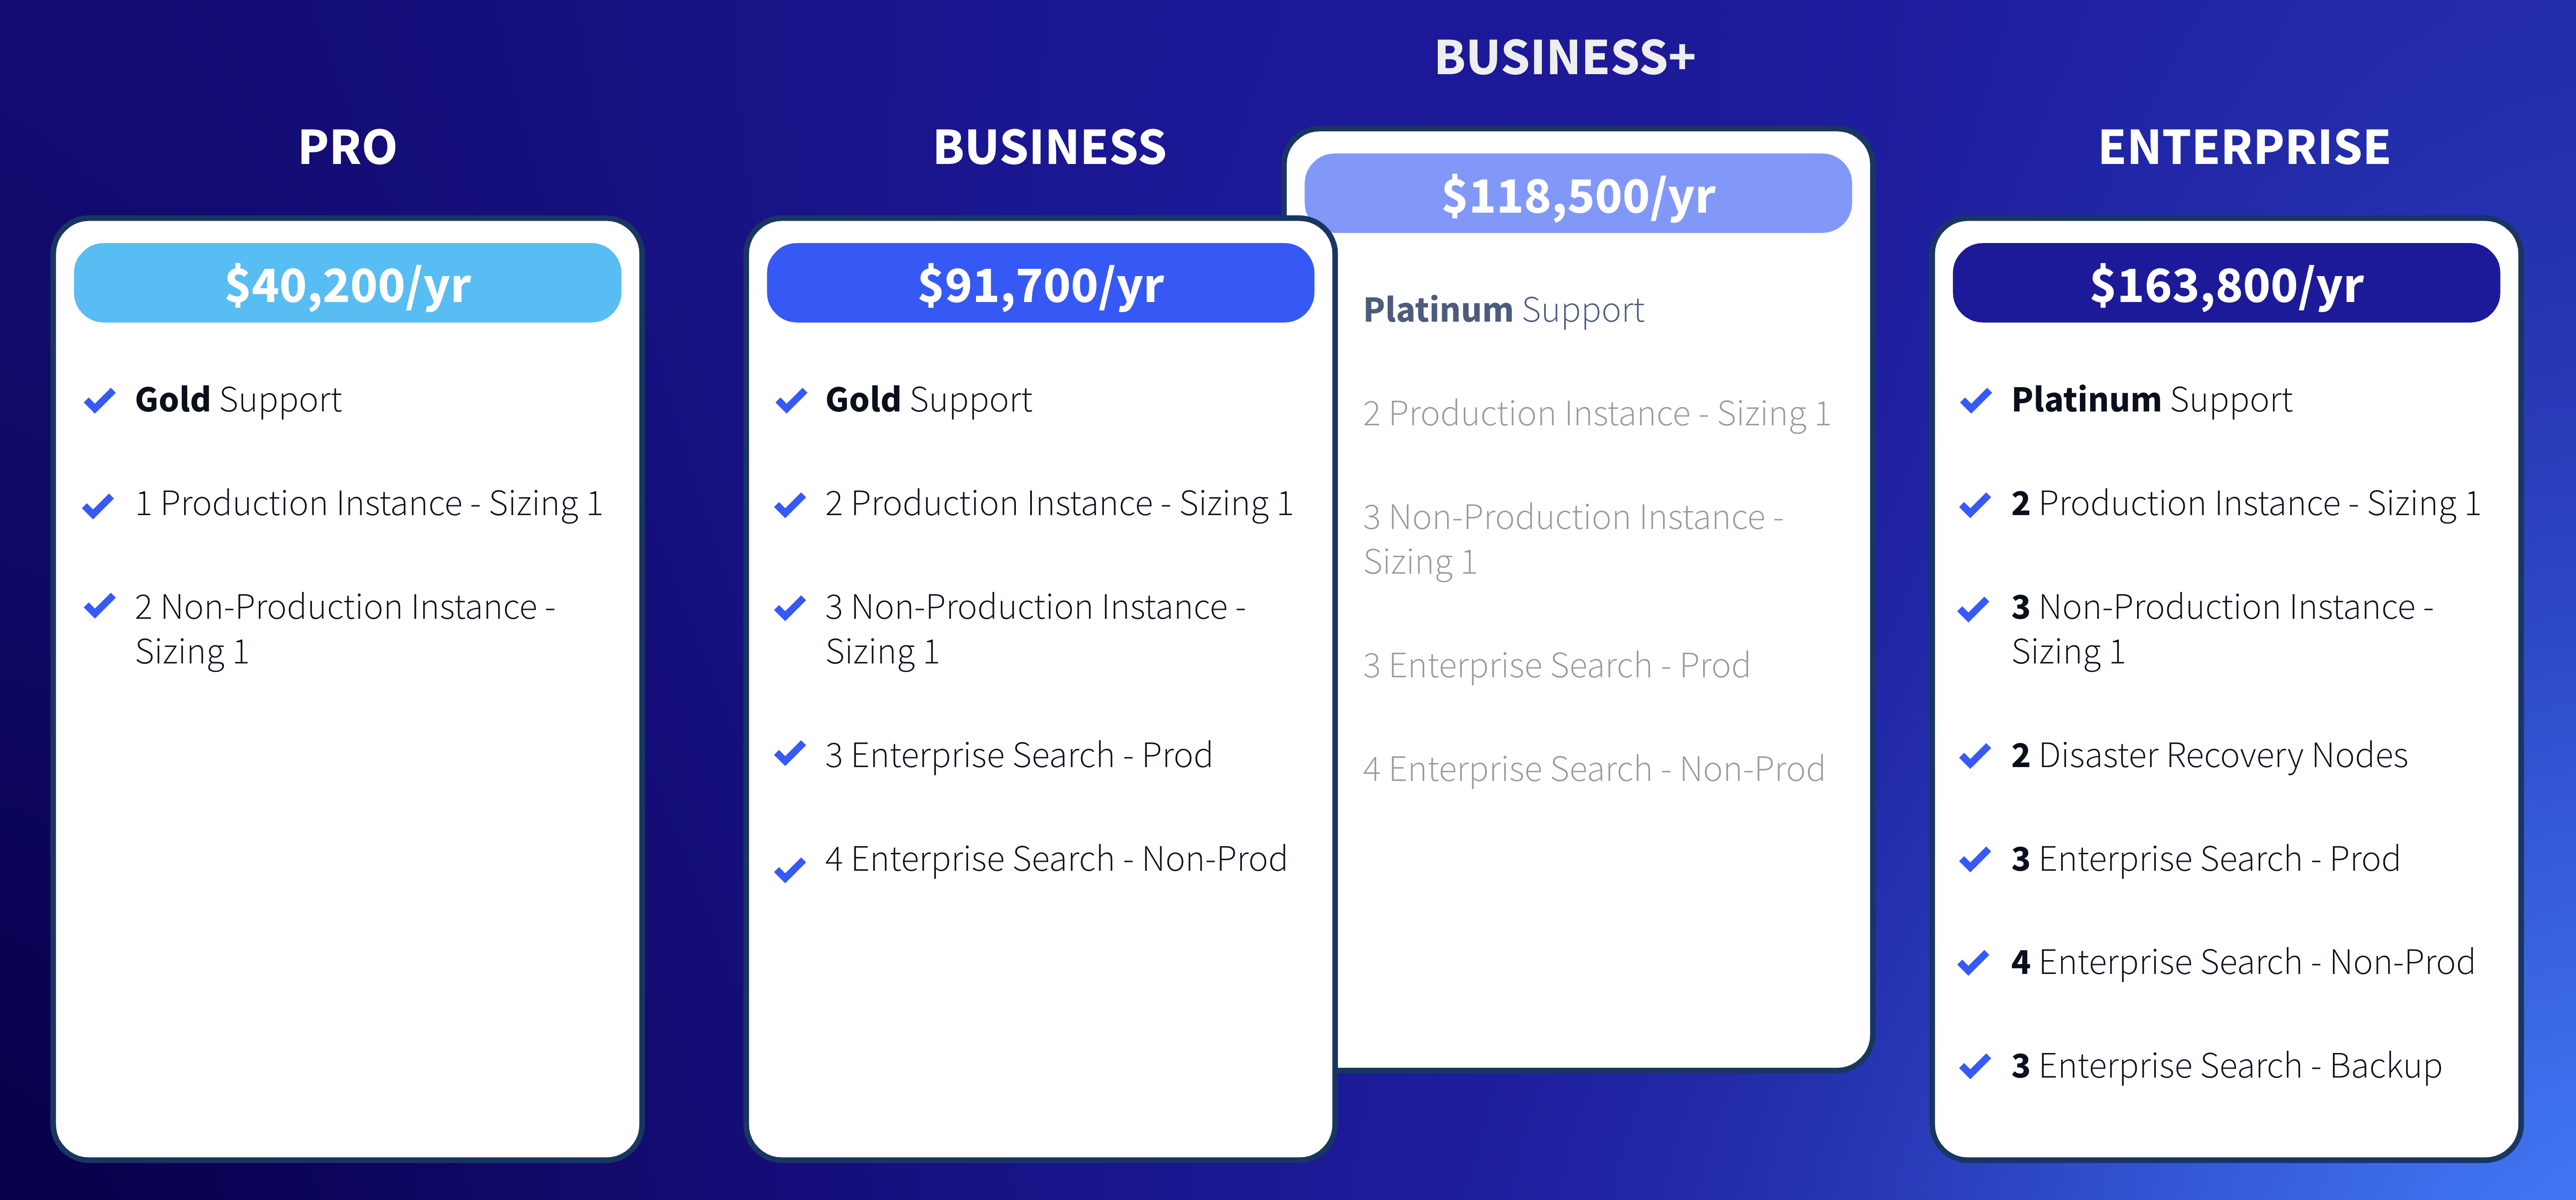 PRO
$40,200/yr
Gold Support
1 Production Instance - Sizing 1
2 Non-Production Instance -
Sizing 1
BUSINESS
$91,700/yr
Gold Support
2 Production Instance - Sizing 1
3 Non-Production Instance -
Sizing 1
3 Enterprise Search - Prod
4 Enterprise Search - Non-Prod
BUSINESS+
$118,500/yr
Platinum Support
2 Production Instance - Sizing 1
3 Non-Production Instance -
Sizing 1
3 Enterprise Search - Prod
4 Enterprise Search - Non-Prod
ENTERPRISE
$163,800/yr
Platinum Support
2 Production Instance - Sizing 1
3 Non-Production Instance -
Sizing 1
2 Disaster Recovery Nodes
3 Enterprise Search - Prod
4 Enterprise Search - Non-Prod
3 Enterprise Search - Backup